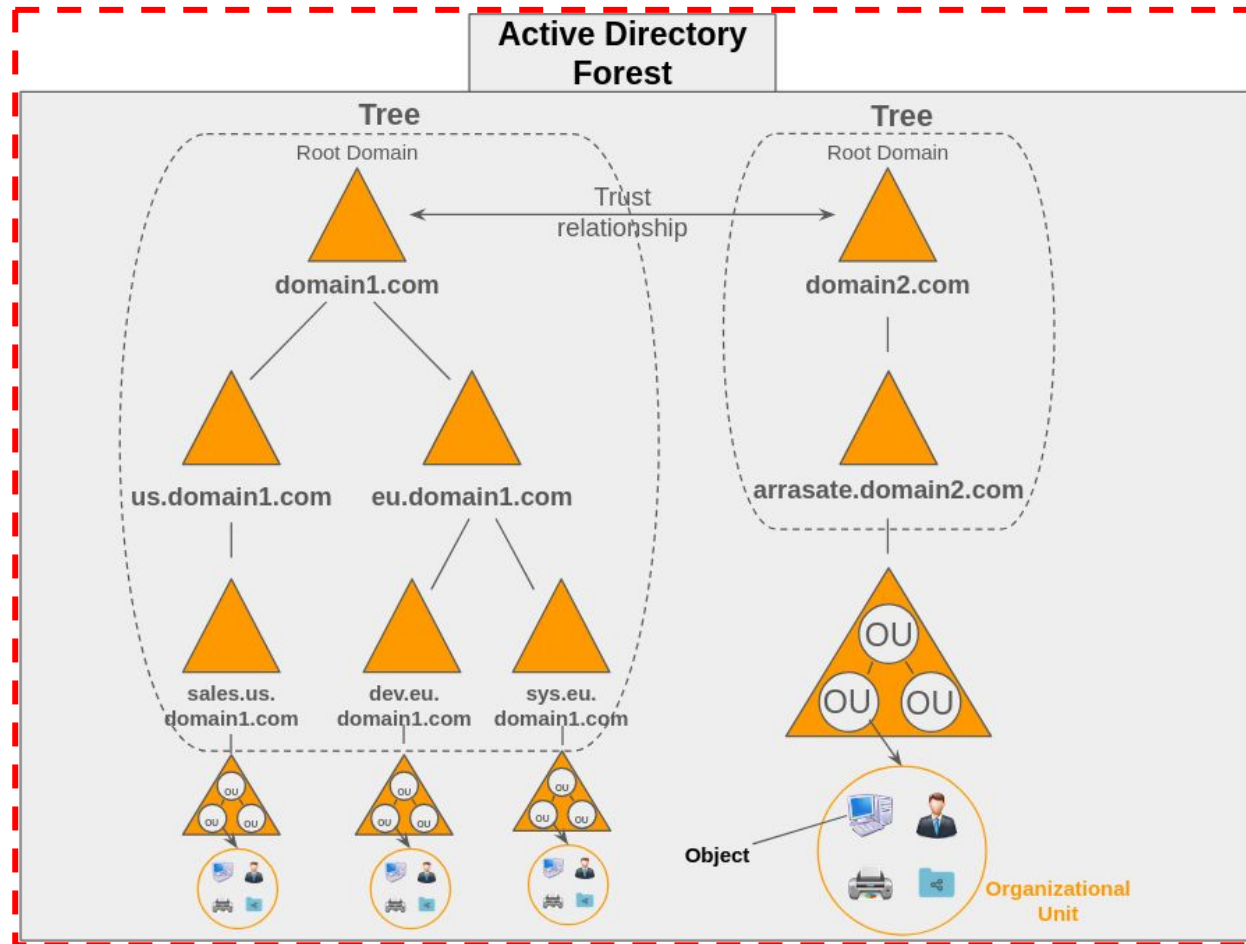 Active Directory
Forest
Tree
Root Domain
domain1.com
Trust
relationship
Tree
Root Domain
domain2.com
us.domain1.com
eu.domain1.com
arrasate.domain2.com
sales.us.
domain1.com
dev.eu.
domain1.com
sys.eu.
domain1.com
OU
OU
OU
OU
OU
OU
OU
OU
OU
OU
OU
OU
Object
Organizational
Unit